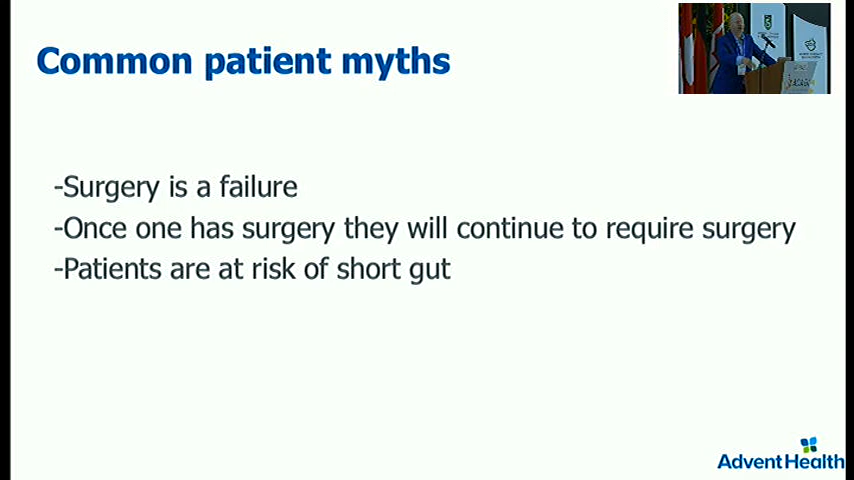 Common patient myths
-Surgery is a failure
-Once one has surgery they will continue to require surgery
-Patients are at risk of short gut
AdventHealth